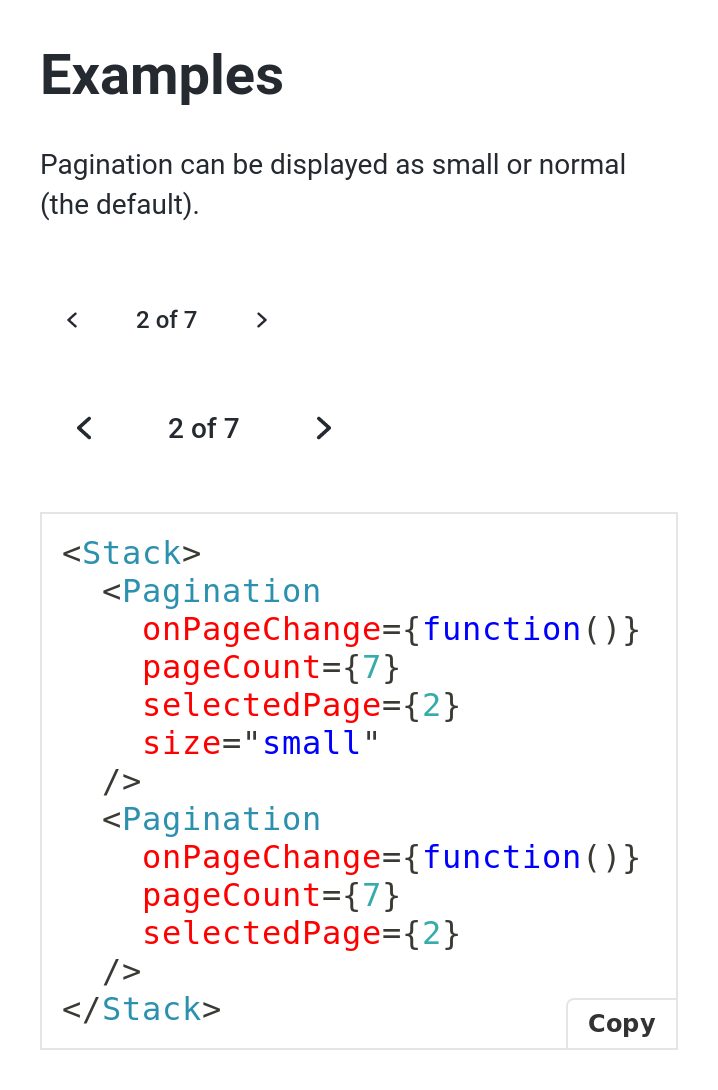 Examples
Pagination can be displayed as small or normal
(the default).
2 of 7
2 of 7
<Stack>
  <Pagination
    onPageChange={function()}
    pageCount={7}
    selectedPage={2}
    size="small"
  />
  <Pagination
    onPageChange={function()}
    pageCount={7}
    selectedPage={2}
  />
</Stack>
Copy